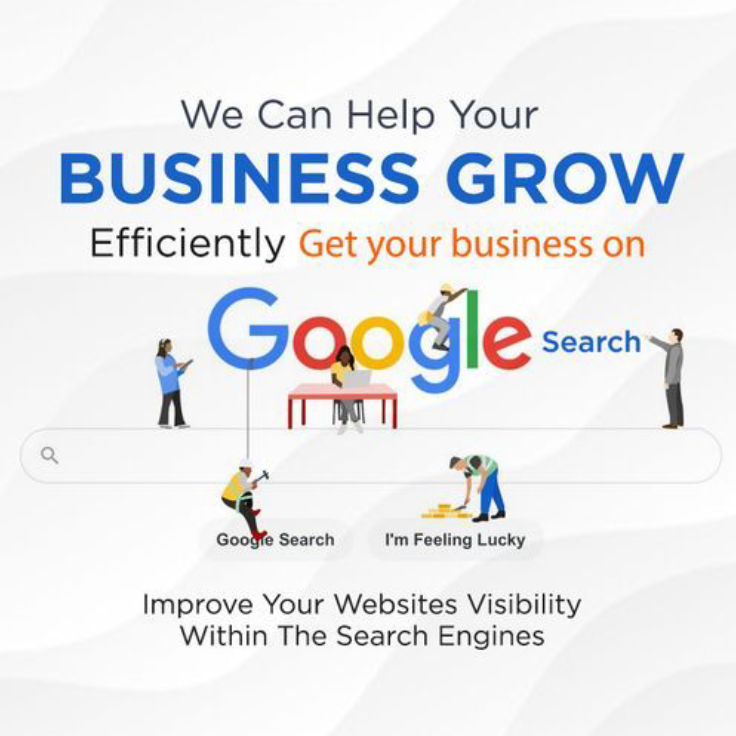 We Can Help Your
BUSINESS GROW
Efficiently Get your business on
Google Search
Google Search I'm Feeling Lucky
Improve Your Websites Visibility
Within The Search Engines